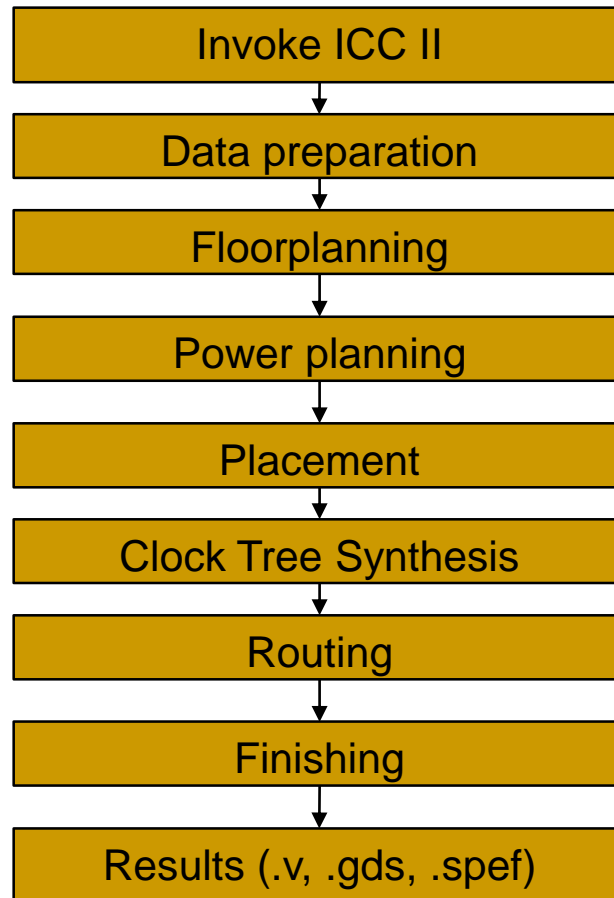 Invoke ICC II
Data preparation
Floorplanning
Power planning
Placement
Clock Tree Synthesis
Routing
Finishing
Results (.v, .gds, .spef)